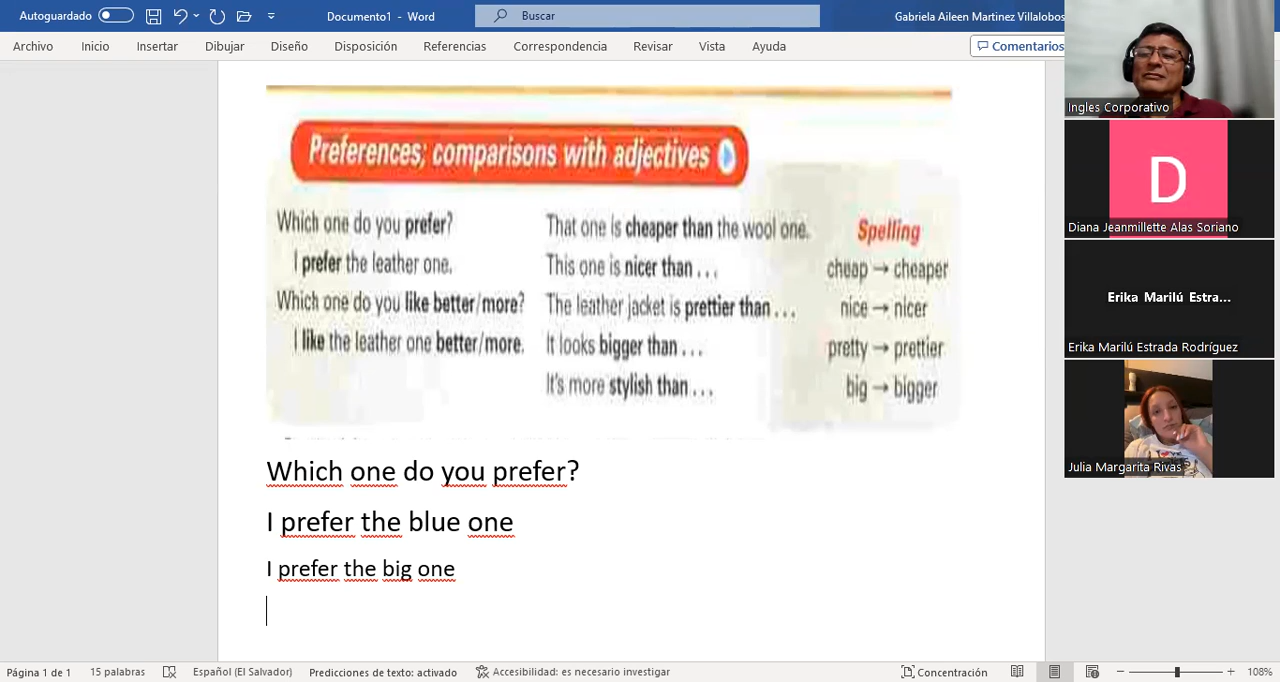 Autoguardado
Documento1 - Word
Buscar
Gabriela Aileen Martinez Villalobos
Archivo Inicio Insertar Dibujar Diseño Disposición Referencias Correspondencia Revisar Vista Ayuda
Comentarios
Preferences; comparisons with adjectives
Which one do you prefer?
I prefer the leather one.
Which one do you like better/more?
I like the leather one better/more.
That one is cheaper than the wool one.
This one is nicer than . . .
The leather jacket is prettier than . . .
It looks bigger than . . .
It's more stylish than . . .
Spelling
cheap → cheaper
nice → nicer
pretty → prettier
big → bigger
Which one do you prefer?
I prefer the blue one
I prefer the big one
Ingles Corporativo
D
Diana Jeanmillette Alas Soriano
Erika Marilú Estra...
Erika Marilú Estrada Rodríguez
Julia Margarita Rivas
Página 1 de 1 15 palabras Español (El Salvador) Predicciones de texto: activado Accesibilidad: es necesario investigar Concentración 108%